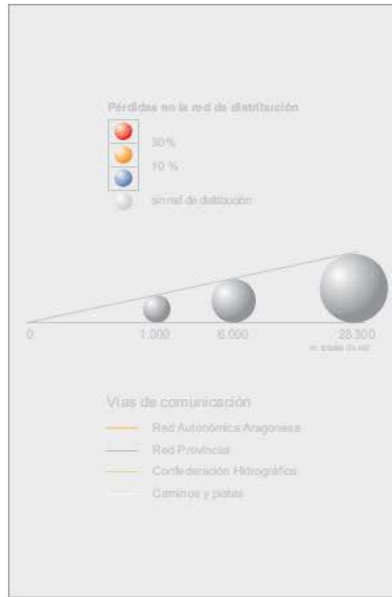 Pérdidas en la red de distribución
30%
10 %
sin red de distribución
0 1 000 6 000 28 300
m. totales de red
Vías de comunicación
Red Autonómica Aragonesa
Red Provincial
Confederación Hidrográfica
Caminos y pistas